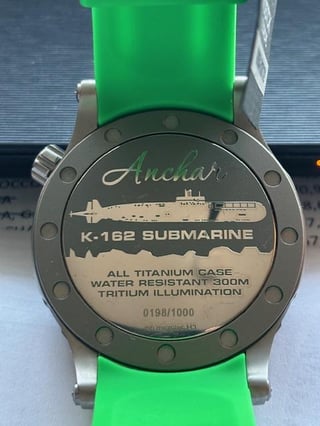 Anchar
K-162 SUBMARINE
ALL TITANIUM CASE
WATER RESISTANT 300M
TRITIUM ILLUMINATION
0198/1000